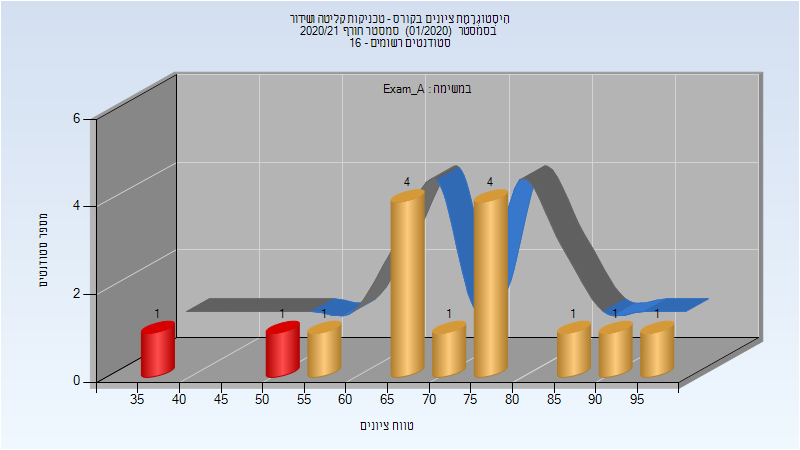 היסטוגרמת ציונים בקורס - טכניקות קליטה ושידור
בסמסטר (01/2020) סמסטר חורף 2020/21
סטודנטים רשומים - 16
במשימה : Exam_A
מספר סטודנטים
6
4
2
0
1
1
1
4
1
4
1
1
1
35 40 45 50 55 60 65 70 75 80 85 90 95
טווח ציונים